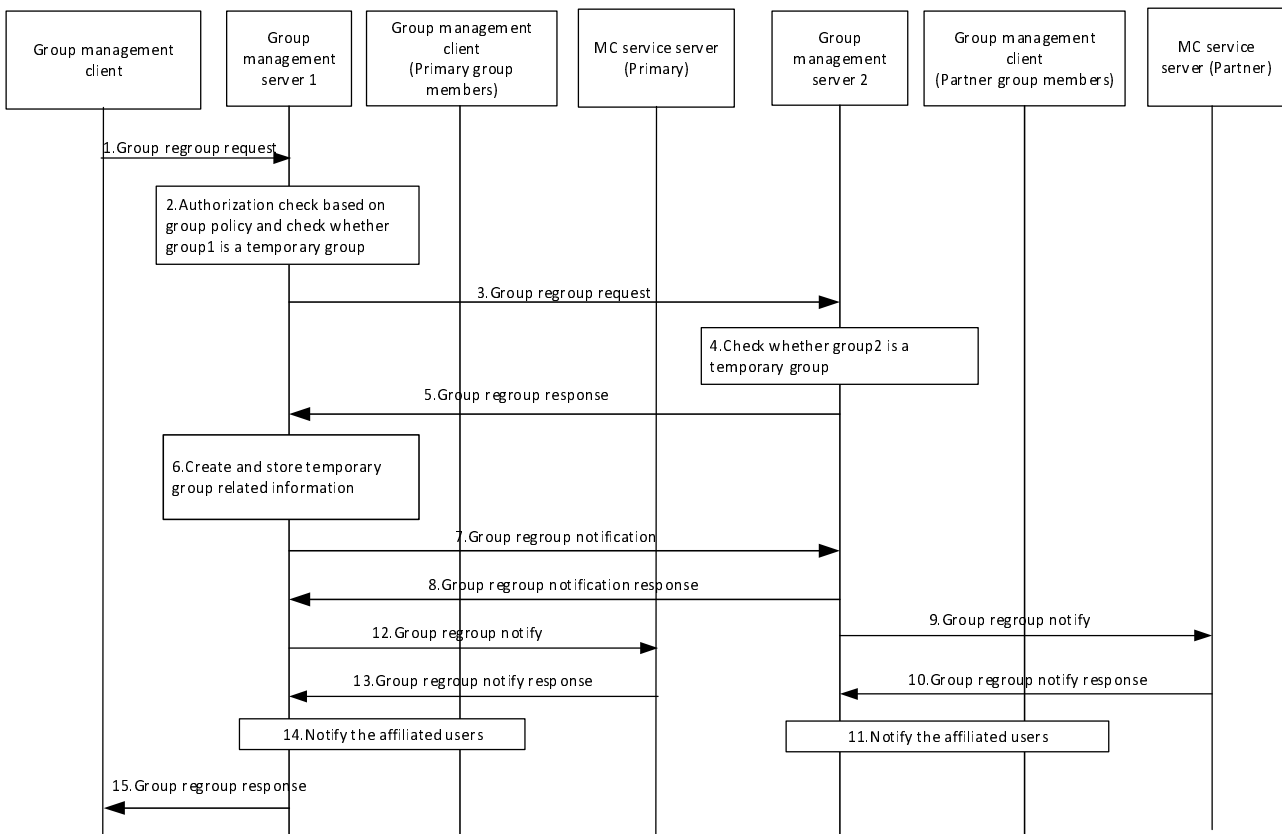 Group management
client
Group
management
server 1
Group management
client
(Primary group
members)
MC service server
(Primary)
Group
management
server 2
Group management
client
(Partner group members)
MC service
server (Partner)
1.Group regroup request
2.Authorization check based on
group policy and check whether
group1 is a temporary group
3.Group regroup request
4.Check whether group2 is a
temporary group
5.Group regroup response
6.Create and store temporary
group related information
7.Group regroup notification
8.Group regroup notification response
9.Group regroup notify
12.Group regroup notify
10.Group regroup notify response
13.Group regroup notify response
14.Notify the affiliated users
11.Notify the affiliated users
15.Group regroup response